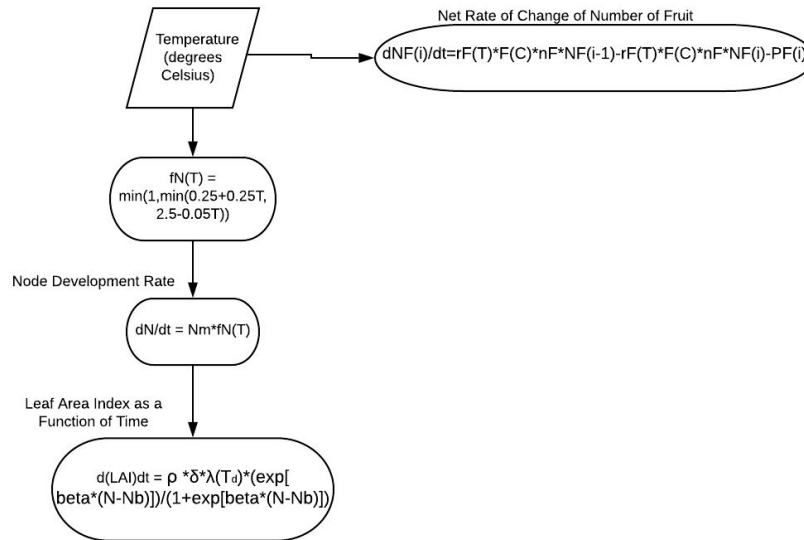 Net Rate of Change of Number of Fruit
Temperature
(degrees
Celsius)
dNF(i)/dt=rF(T)*F(C)*nF*NF(i-1)-rF(T)*F(C)*nF*NF(i)-PF(i)
fN(T) =
min(1,min(0.25+0.25T,
2.5-0.05T))
Node Development Rate
dN/dt = Nm*fN(T)
Leaf Area Index as a
Function of Time
d(LAI)dt = ρ *δ*λ(Td)*(exp[
beta*(N-Nb)])/(1+exp[beta*(N-Nb)])